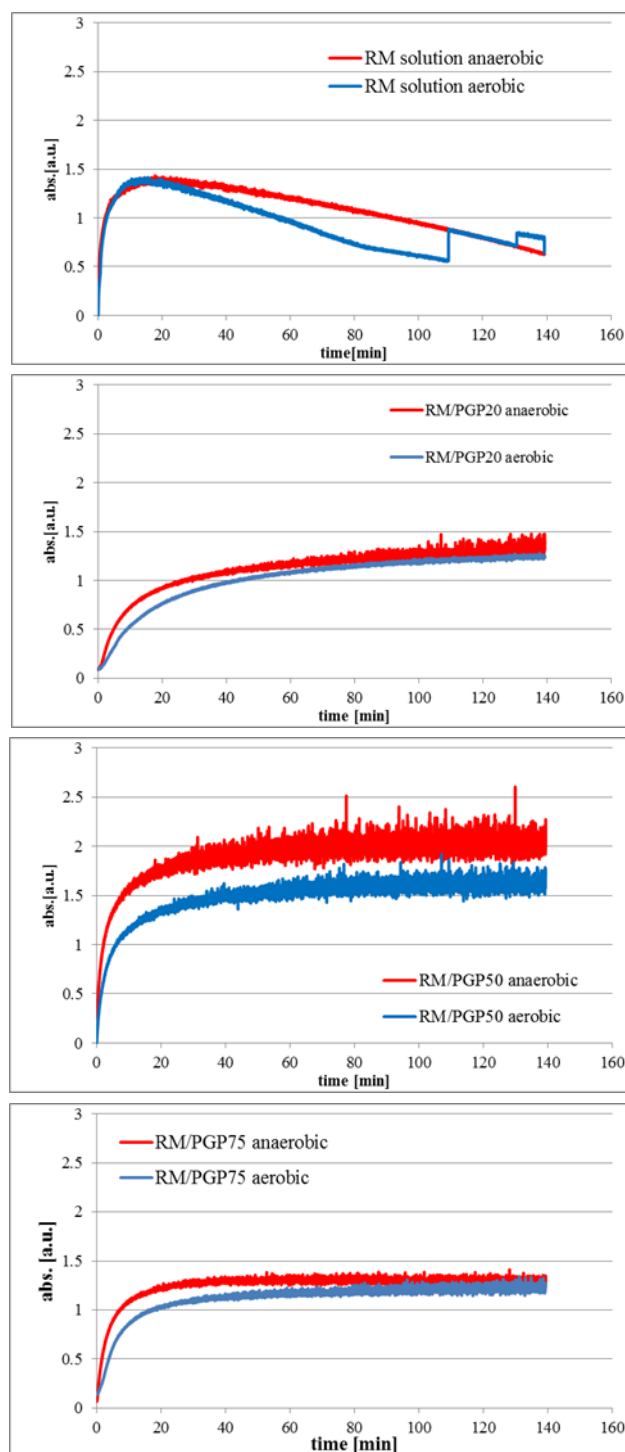 3
RM solution anaerobic
2.5
RM solution aerobic
2
abs.[a.u.]
1.5
1
0.5
0
0 20 40 60 80 100 120 140 160
time[min]
3
RM/PGP20 anaerobic
2.5
RM/PGP20 aerobic
2
abs.[a.u.]
1.5
1
0.5
0
0 20 40 60 80 100 120 140 160
time [min]
3
2.5
2
abs.[a.u.]
1.5
1
RM/PGP50 anaerobic
0.5
RM/PGP50 aerobic
0
0 20 40 60 80 100 120 140 160
time [min]
3
RM/PGP75 anaerobic
2.5
RM/PGP75 aerobic
2
abs. [a.u.]
1.5
1
0.5
0
0 20 40 60 80 100 120 140 160
time [min]